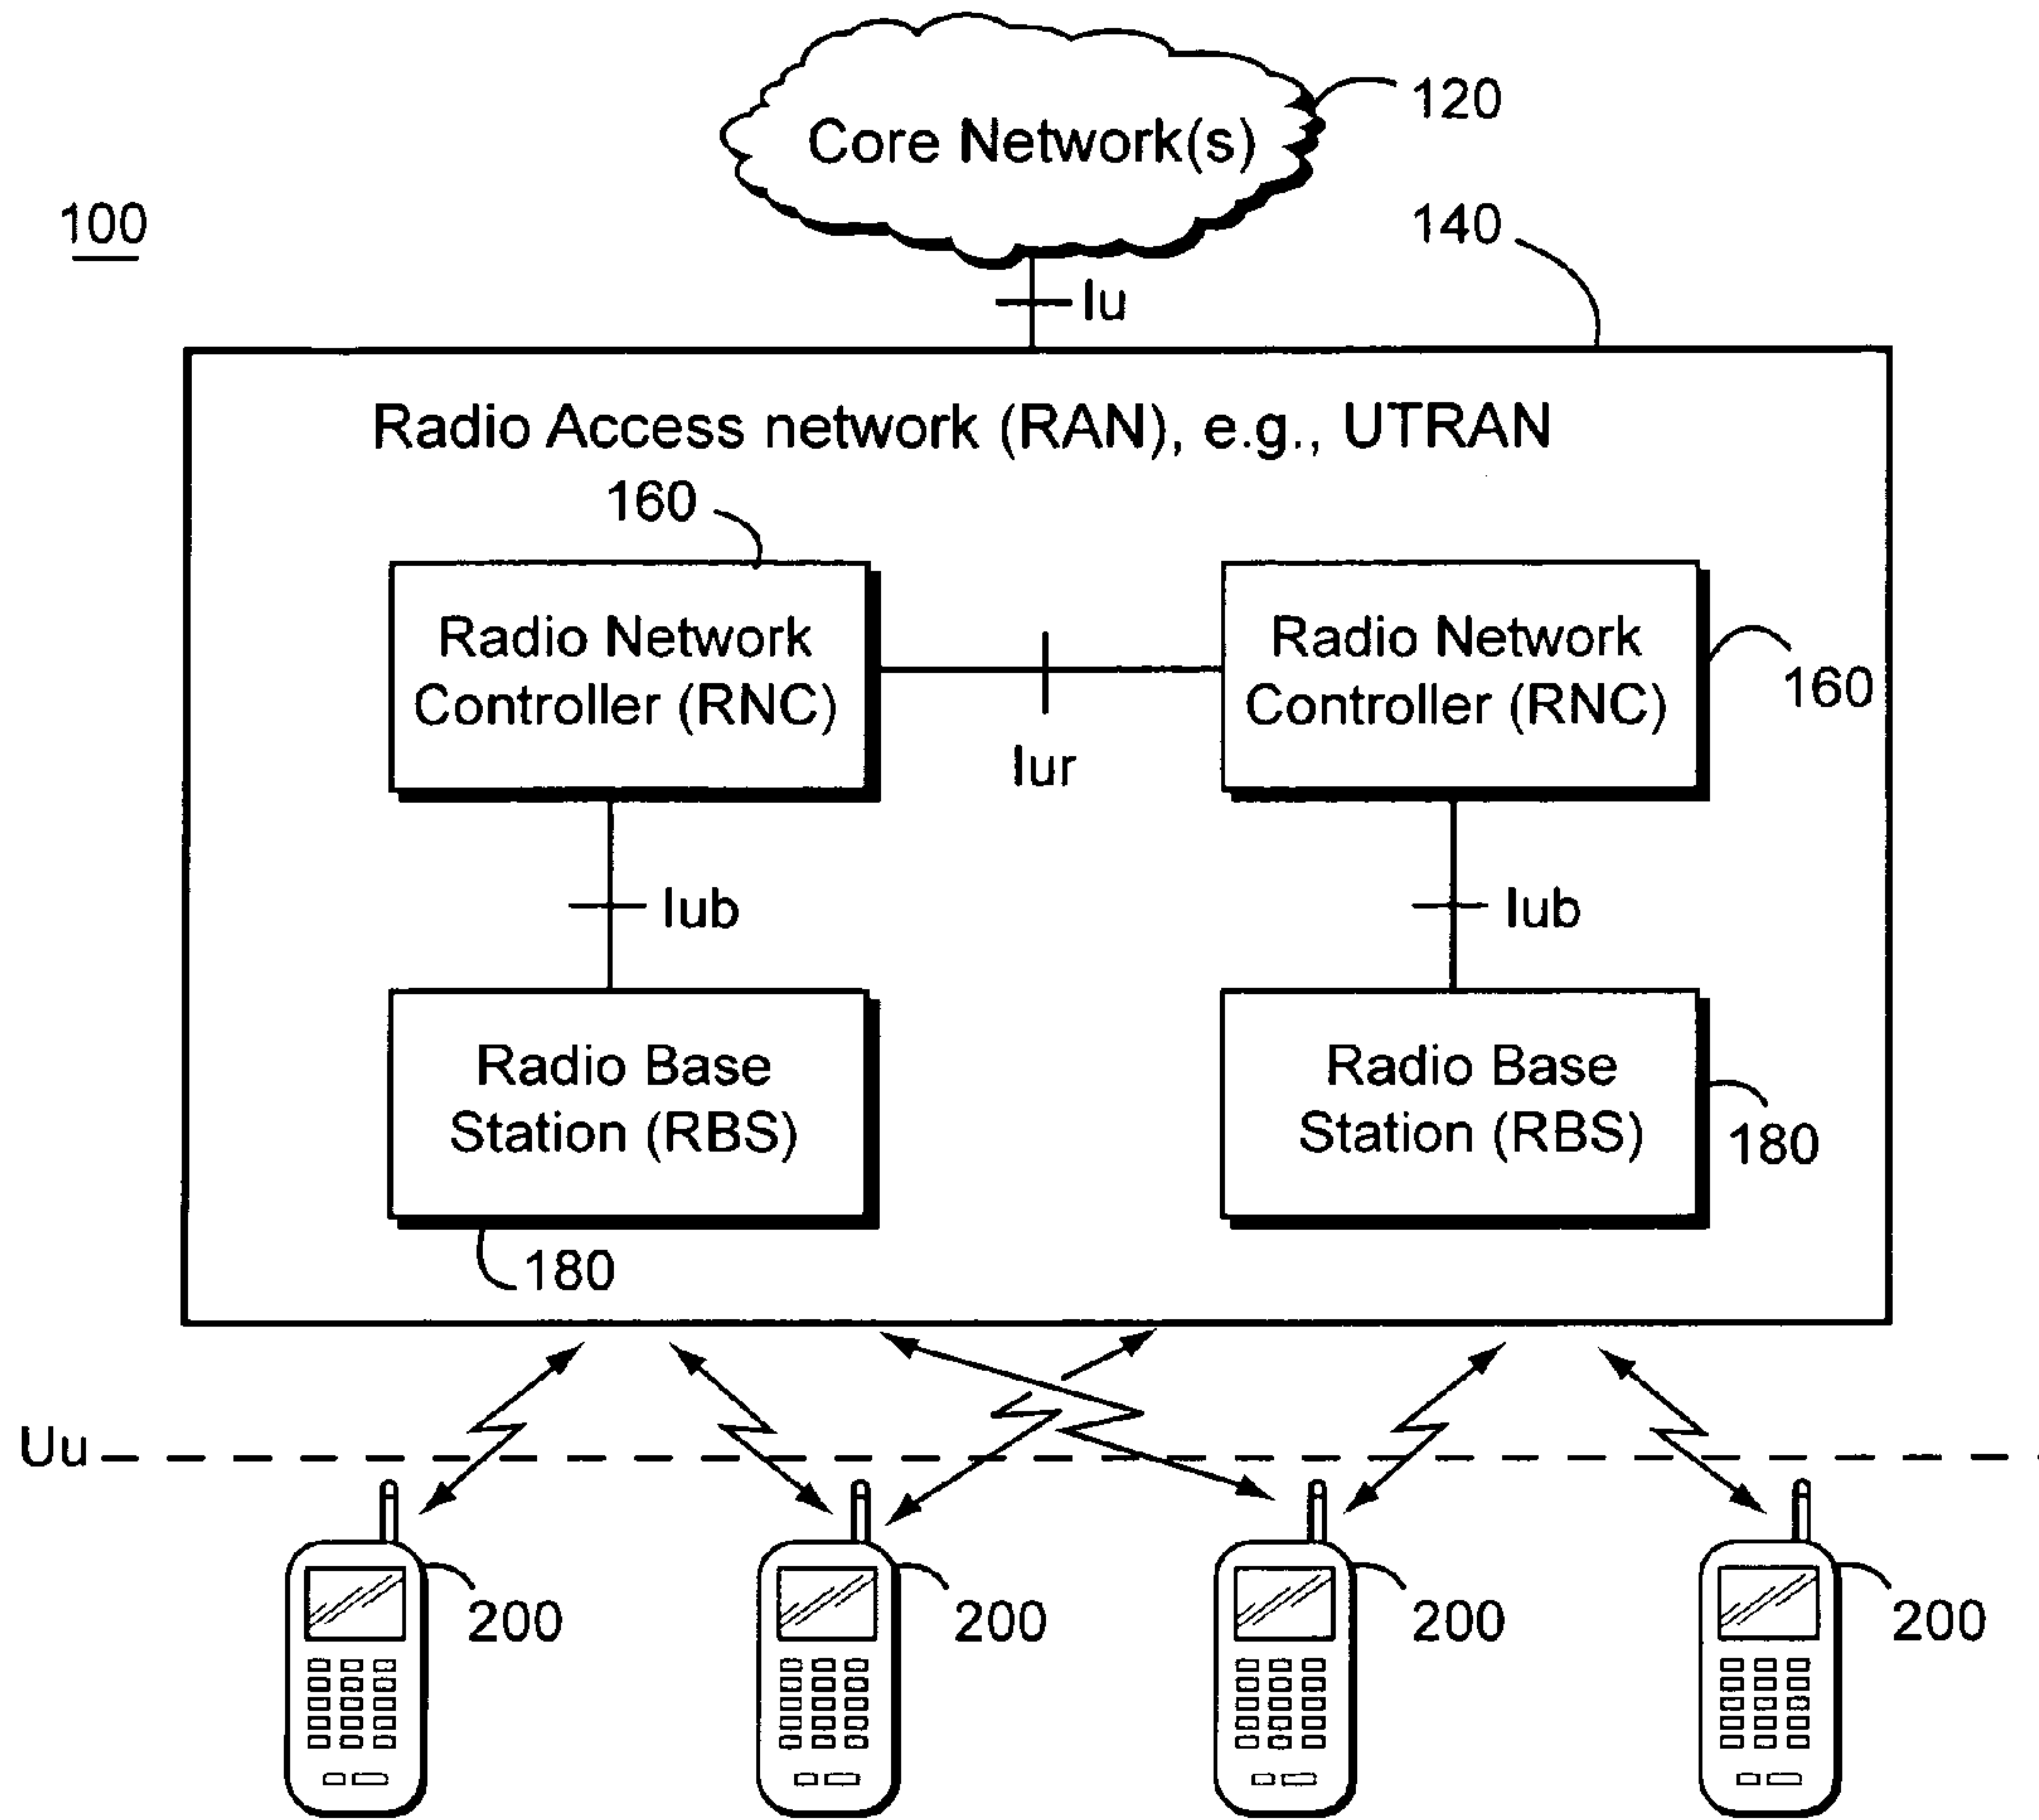 Core Network(s)
120
100
140
Iu
Radio Access network (RAN), e.g., UTRAN
160
Radio Network
Controller (RNC)
Radio Network
Controller (RNC)
160
Iur
Iub
Iub
Radio Base
Station (RBS)
Radio Base
Station (RBS)
180
180
Uu
200
200
200
200